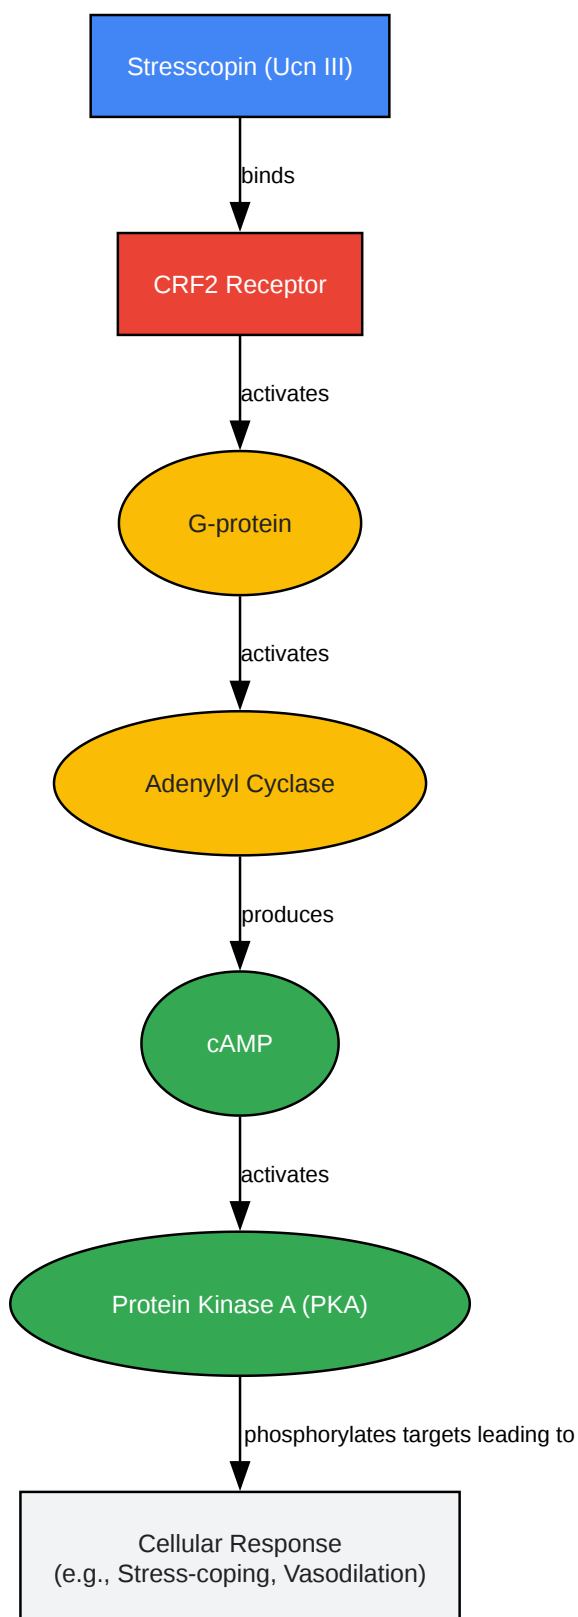 Stresscopin (Ucn III)
binds
CRF2 Receptor
activates
G-protein
activates
Adenylyl Cyclase
produces
cAMP
activates
Protein Kinase A (PKA)
phosphorylates targets leading to
Cellular Response
(e.g., Stress-coping, Vasodilation)